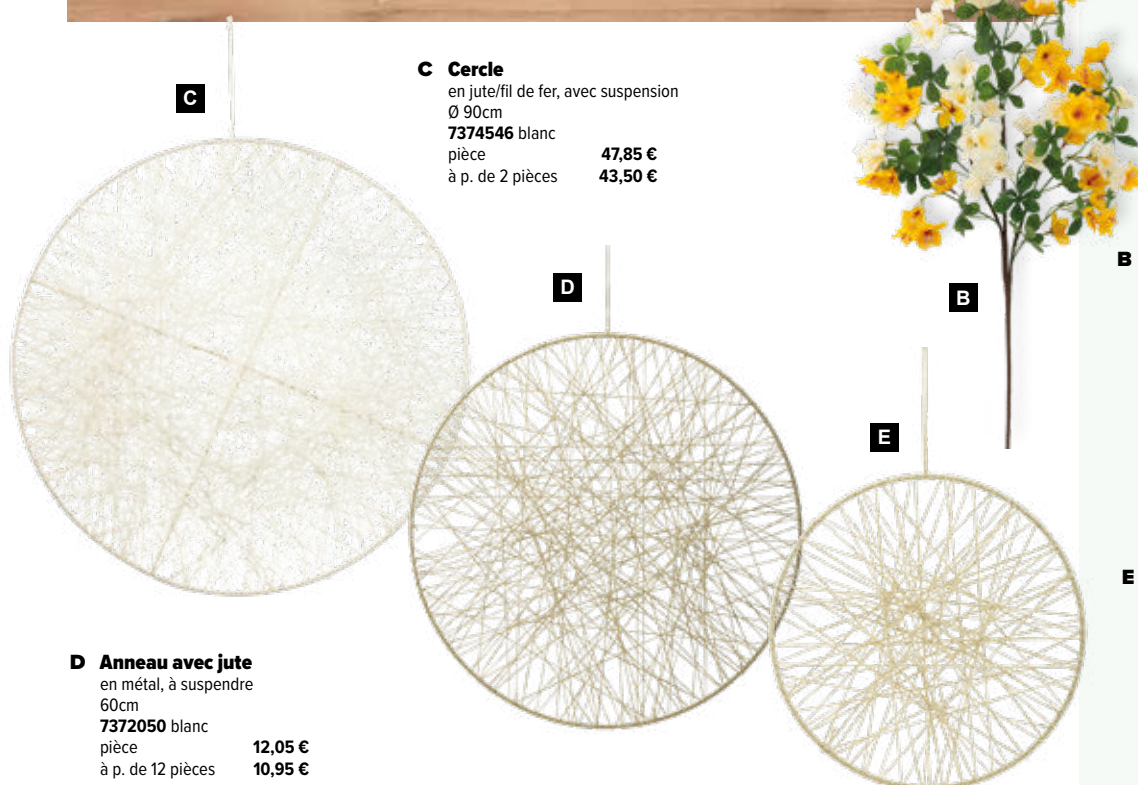 C
C Cercle
en jute/fil de fer, avec suspension
Ø 90cm
7374546 blanc
pièce 47,85 €
à p. de 2 pièces 43,50 €
B
D
B
E
E
D Anneau avec jute
en métal, à suspendre
60cm
7372050 blanc
pièce 12,05 €
à p. de 12 pièces 10,95 €